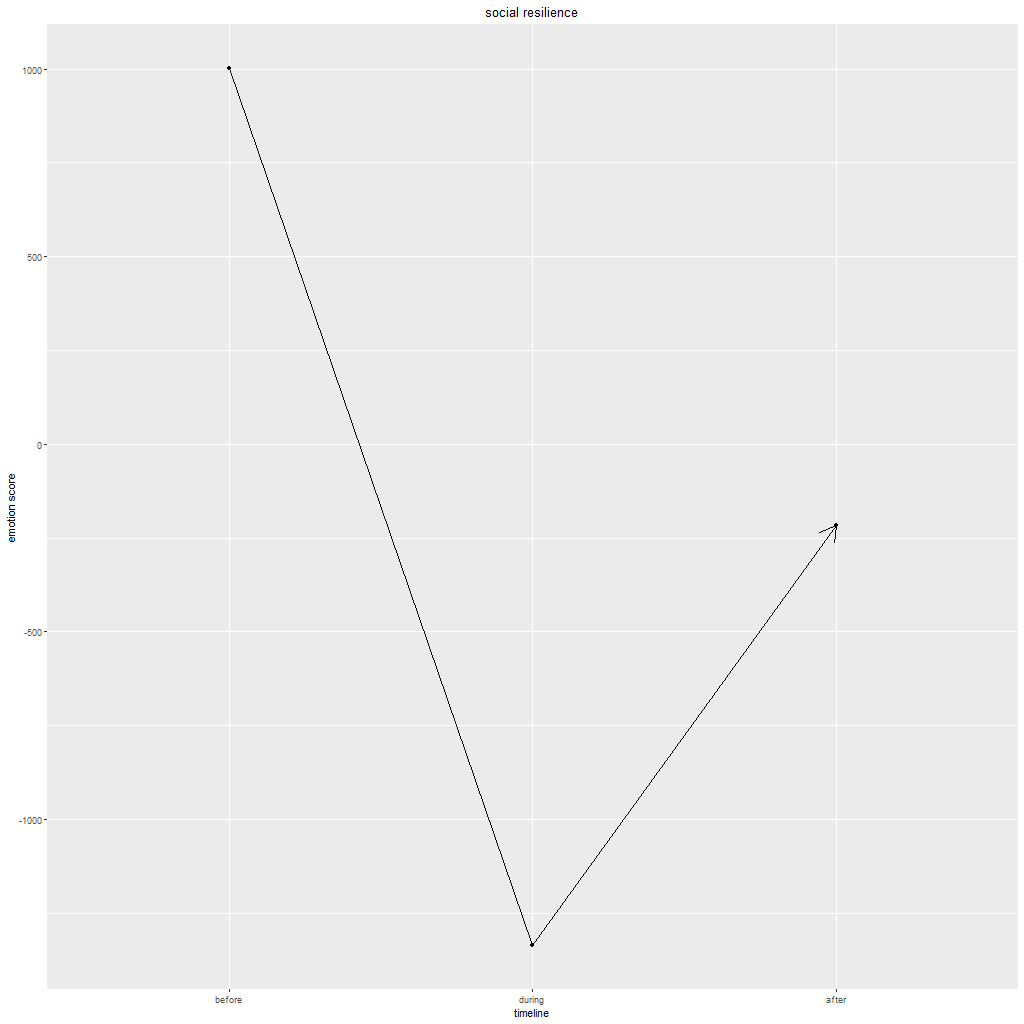 social resilience
1000
500
0
-500
-1000
emotion score
before
during
after
timeline